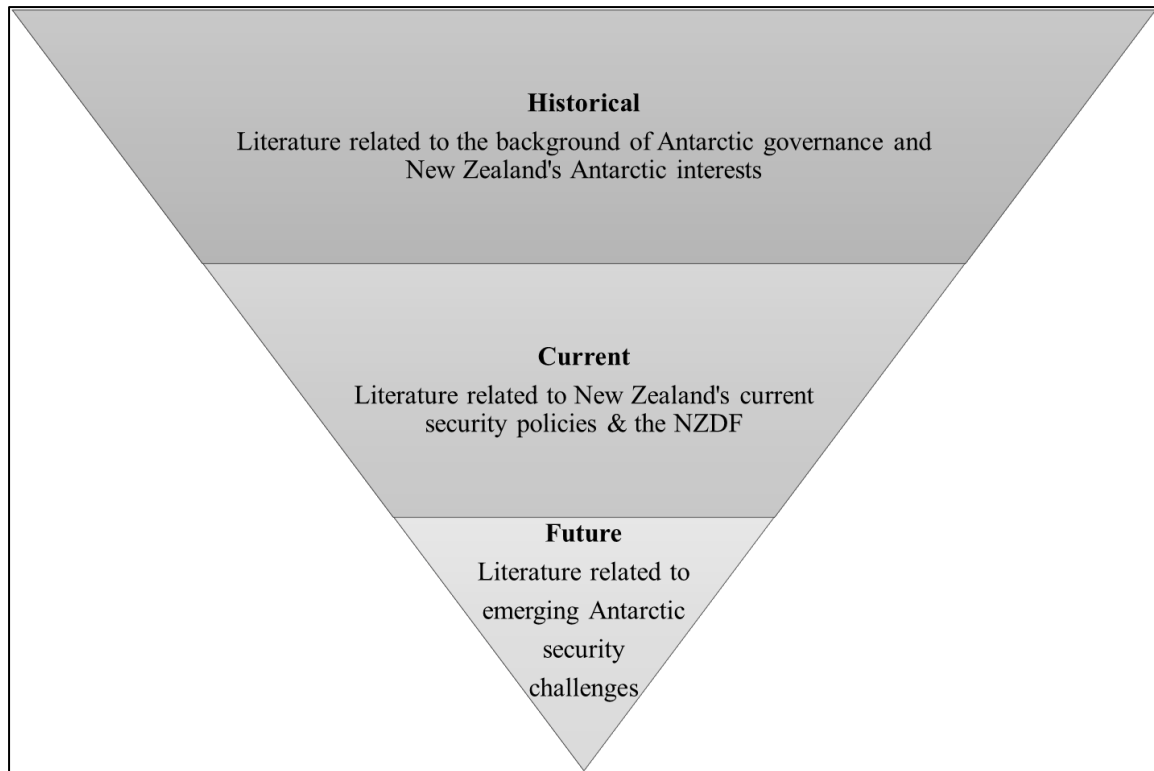 Historical
Literature related to the background of Antarctic governance and
New Zealand's Antarctic interests
Current
Literature related to New Zealand's current
security policies & the NZDF
Future
Literature related to
emerging Antarctic
security
challenges